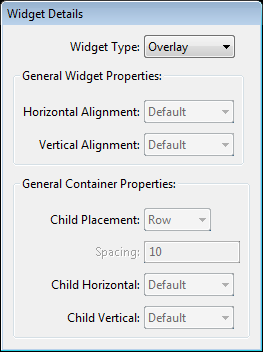 Widget Details
Widget Type: Overlay
General Widget Properties:
Horizontal Alignment: Default
Vertical Alignment: Default
General Container Properties:
Child Placement: Row
Spacing: 10
Child Horizontal: Default
Child Vertical: Default